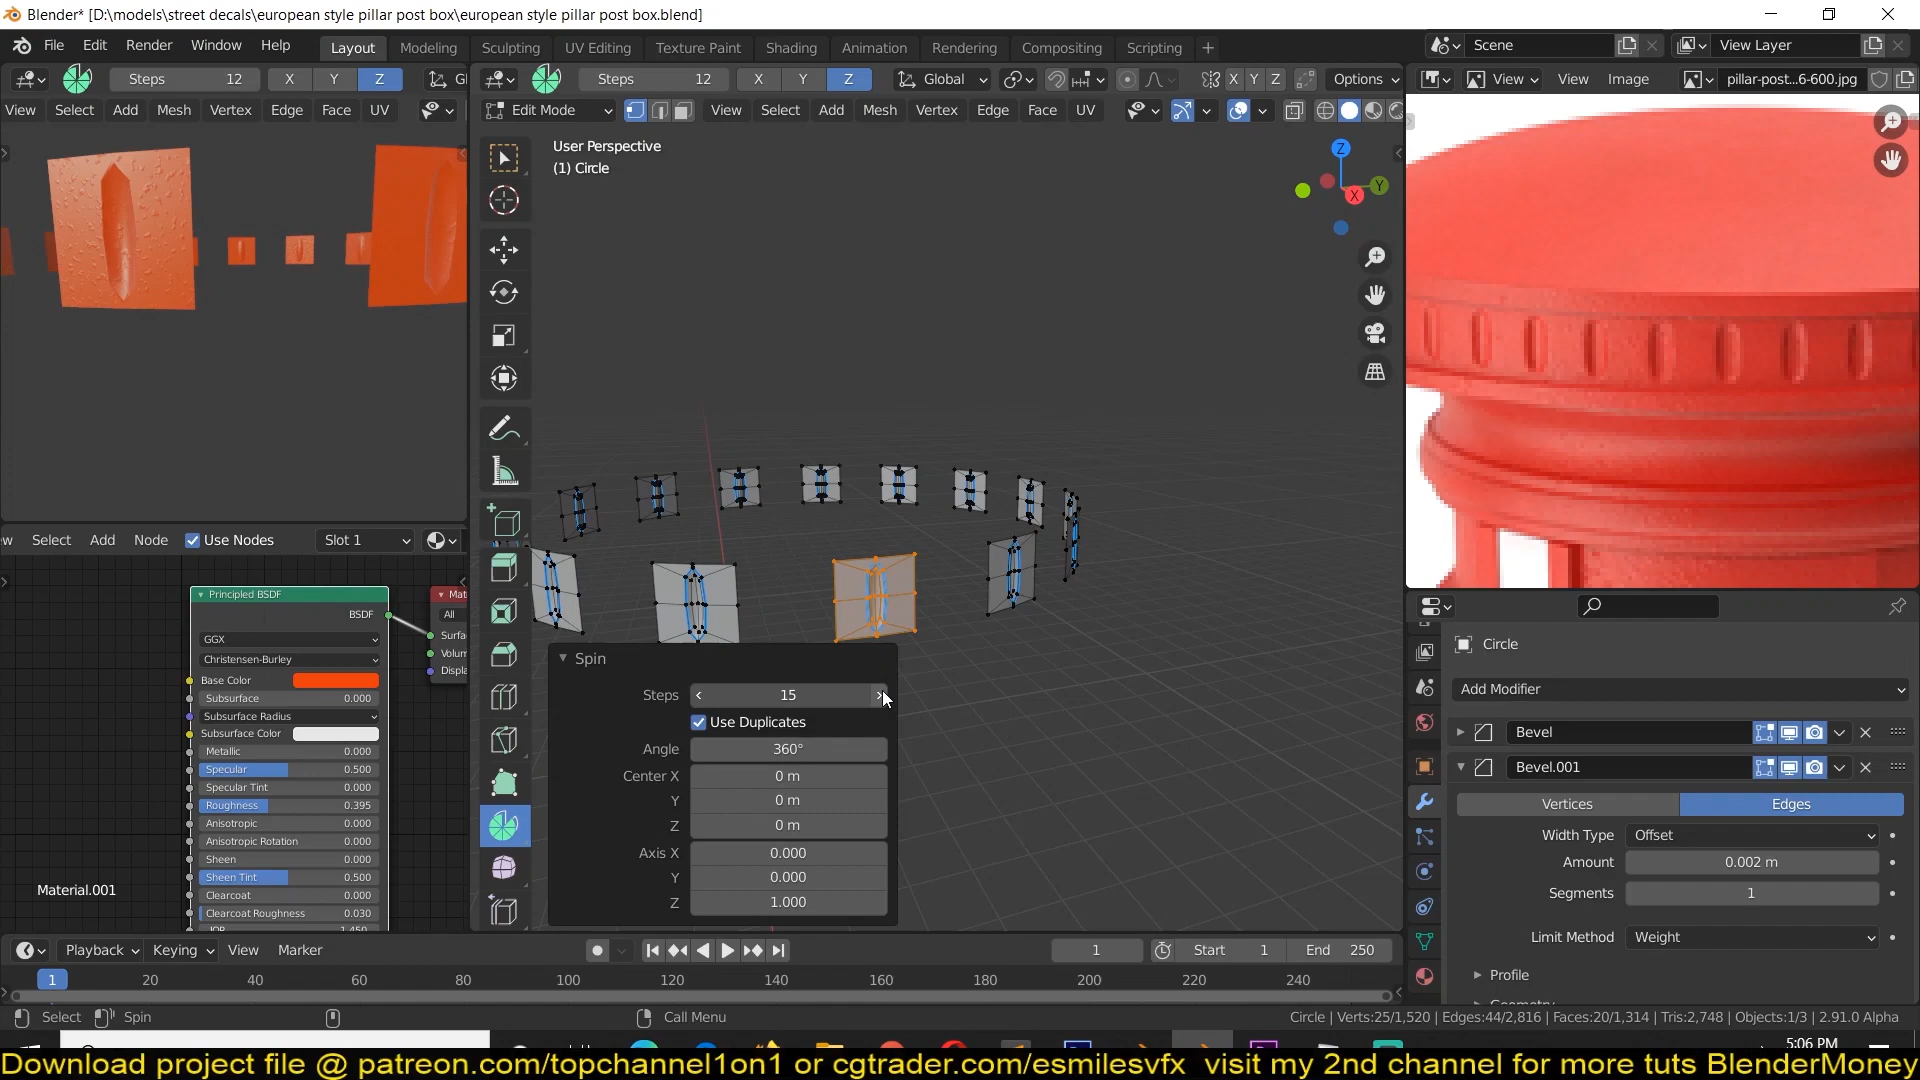 Blender* [D:\models\street decals\european style pillar post box\european style pillar post box.blend]
File Edit Render Window Help
Layout Modeling Sculpting UV Editing Texture Paint Shading Animation Rendering Compositing Scripting +
Scene
View Layer
Steps 12 X Y Z
Steps 12 X Y Z Global X Y Z Options
View View Image pillar-post...6-600.jpg
View Select Add Mesh Vertex Edge Face UV
Edit Mode View Select Add Mesh Vertex Edge Face UV
User Perspective
(1) Circle
Z
Y
X
Select Add Node Use Nodes Slot 1
Principled BSDF
BSDF
GGX
Christensen-Burley
Base Color
Subsurface 0.000
Subsurface Radius
Subsurface Color
Metallic 0.000
Specular 0.500
Specular Tint 0.000
Roughness 0.395
Anisotropic 0.000
Anisotropic Rotation 0.000
Sheen 0.000
Sheen Tint 0.500
Clearcoat 0.000
Clearcoat Roughness 0.030
Mat
All
Surfa
Volum
Displa
Material.001
Spin
Steps 15
Use Duplicates
Angle 360°
Center X 0 m
Y 0 m
Z 0 m
Axis X 0.000
Y 0.000
Z 1.000
Circle
Add Modifier
Bevel
Bevel.001
Vertices Edges
Width Type Offset
Amount 0.002 m
Segments 1
Limit Method Weight
Profile
Geometry
Playback Keying View Marker
1 Start 1 End 250
1 20 40 60 80 100 120 140 160 180 200 220 240
Select Spin Call Menu
Circle | Verts:25/1,520 | Edges:44/2,816 | Faces:20/1,314 | Tris:2,748 | Objects:1/3 | 2.91.0 Alpha
5:06 PM
Download project file @ patreon.com/topchannel1on1 or cgtrader.com/esmilesvfx visit my 2nd channel for more tuts BlenderMoney